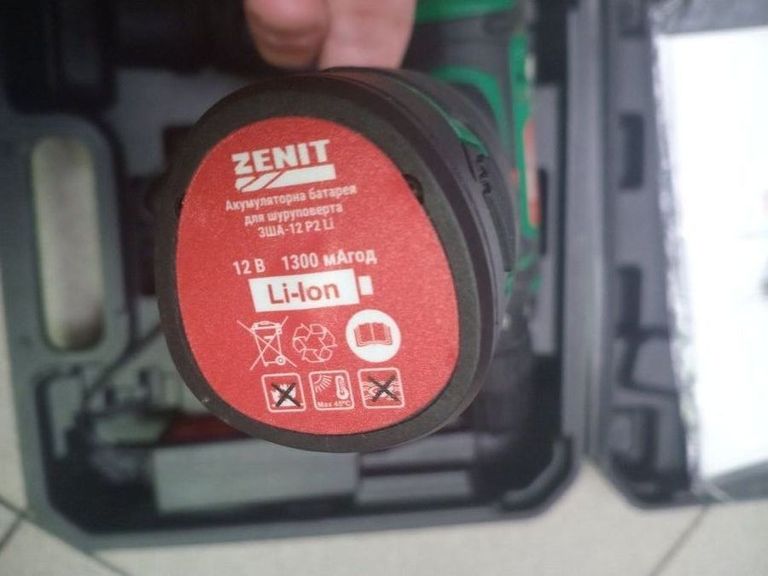 ZENIT
Акумуляторна батарея
для шуруповерта
ЗША-12 Р2 Li
12 В 1300 мАгод
Li-Ion
Max 45°C